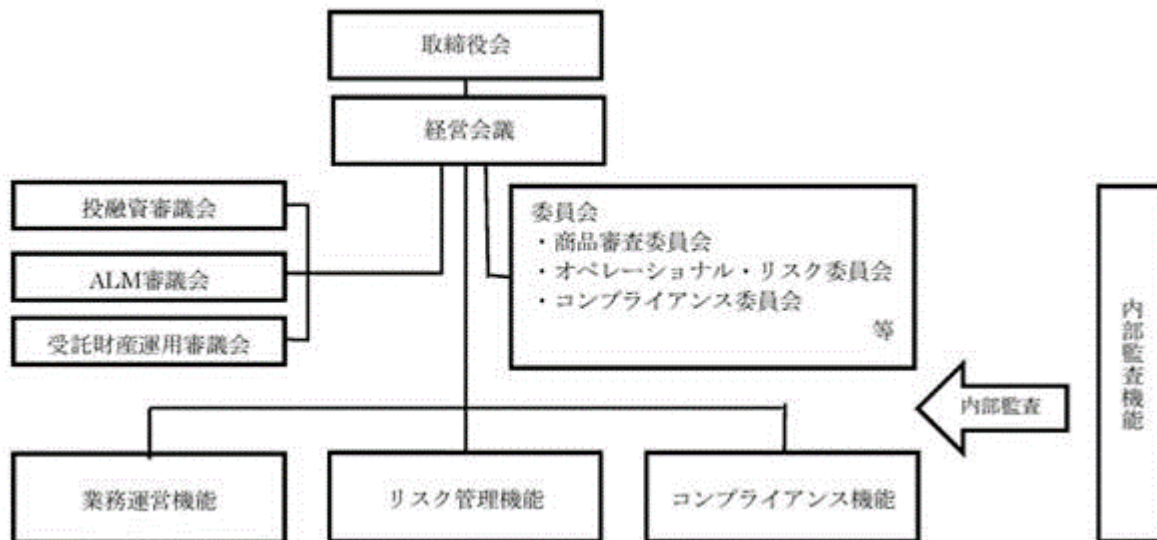 取締役会
経営会議
投融資審議会
ALM審議会
受託財産運用審議会
委員会
・商品審査委員会
・オペレーショナル・リスク委員会
・コンプライアンス委員会
等
内部監査
内部監査機能
業務運営機能
リスク管理機能
コンプライアンス機能